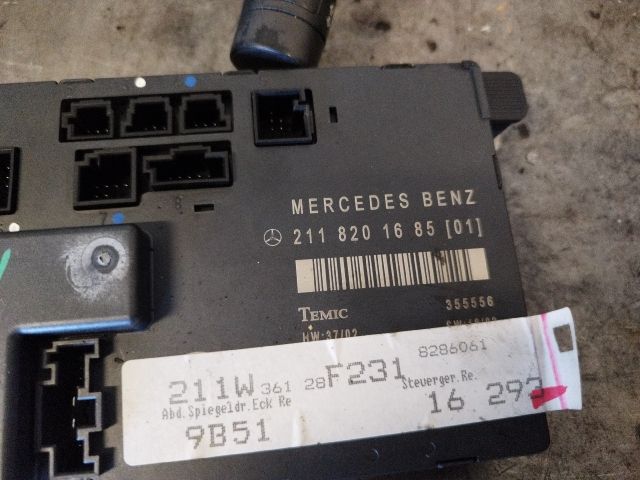 MERCEDES BENZ
211 820 16 85 [01]
TEMIC 355556
HW:37/02
8286061
211W 361 28 F231 Steuerger.Re.
Abd.Spiegeldr.Eck Re 16 293
9B51